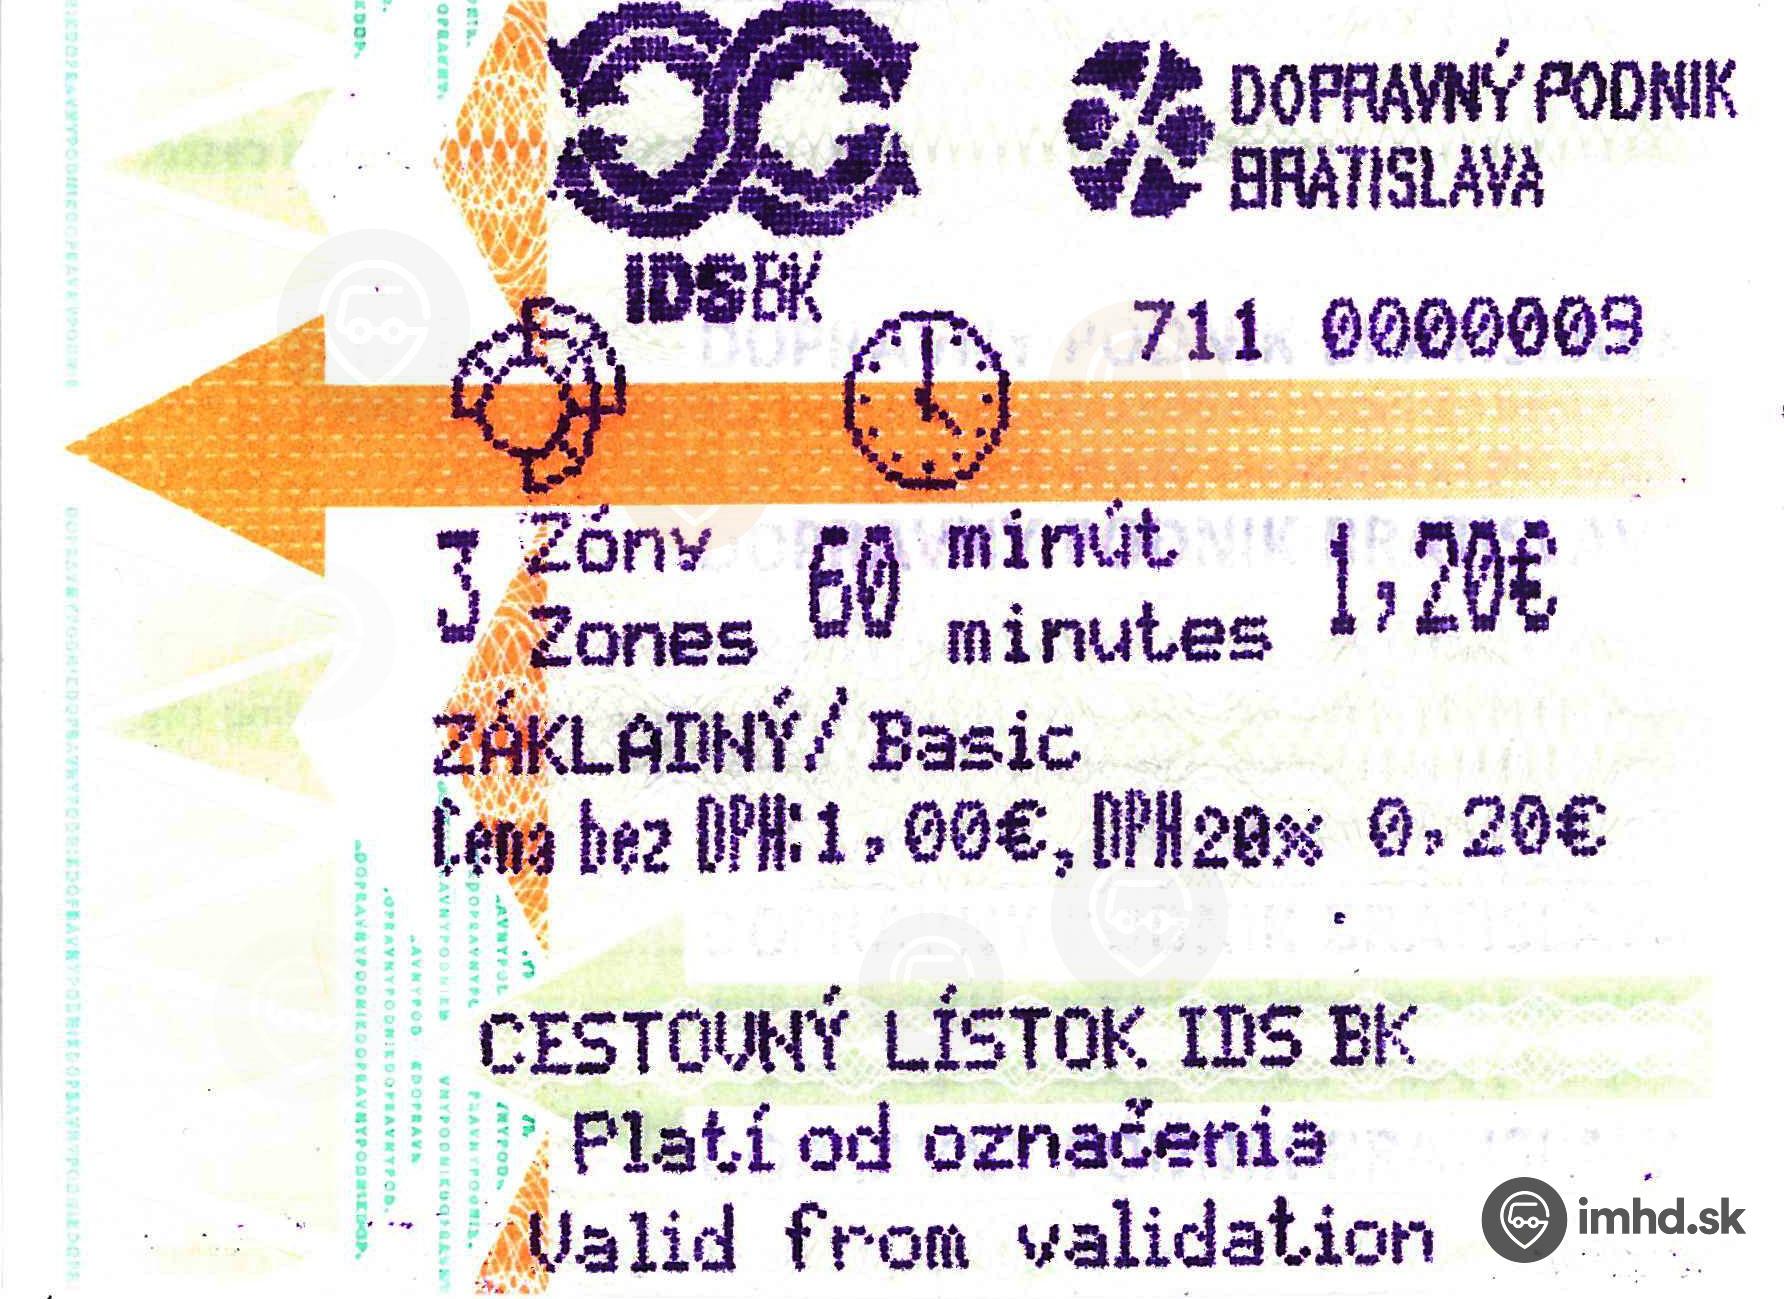 DOPRAVNÝ PODNIK
BRATISLAVA
IDSBK
711 0000009
3 Zóny 60 minút 1,20€
Zones minutes
ZÁKLADNÝ/ Basic
Cena bez DPH:1,00€, DPH20% 0,20€
CESTOVNÝ LÍSTOK IDS BK
Platí od označenia
Valid from validation
imhd.sk